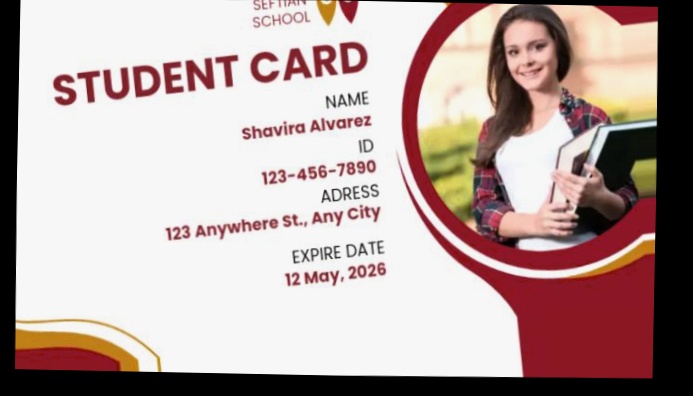 SEFTIAN
SCHOOL
STUDENT CARD
NAME
Shavira Alvarez
ID
123-456-7890
ADRESS
123 Anywhere St., Any City
EXPIRE DATE
12 May, 2026